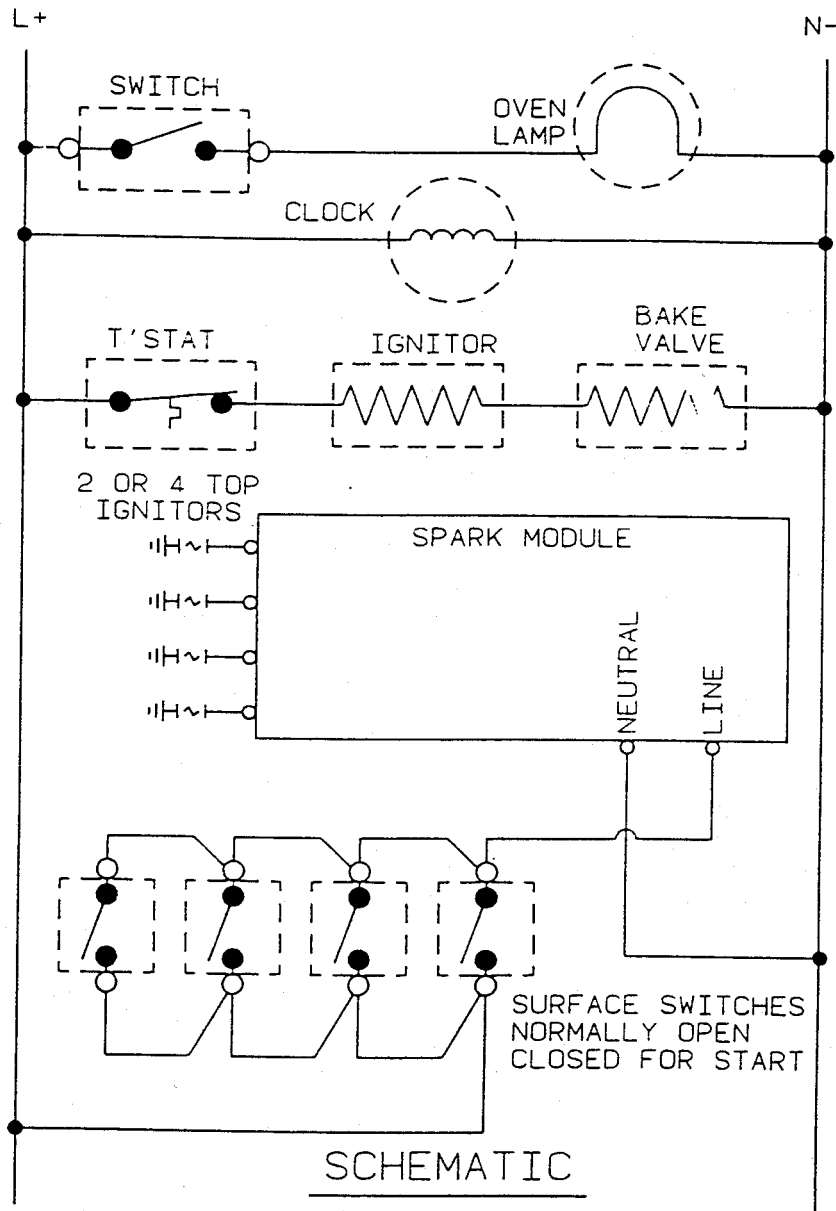 L+
N-
SWITCH
OVEN
LAMP
CLOCK
T'STAT
IGNITOR
BAKE
VALVE
2 OR 4 TOP
IGNITORS
SPARK MODULE
NEUTRAL
LINE
SURFACE SWITCHES
NORMALLY OPEN
CLOSED FOR START
SCHEMATIC